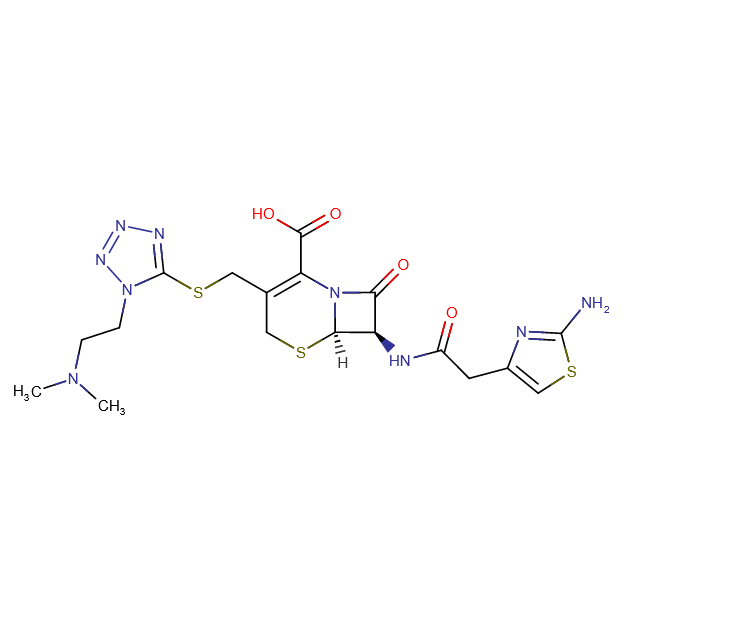 HO O
N N
N O
N S N
O
N NH2
S H HN
N S
H3C
CH3